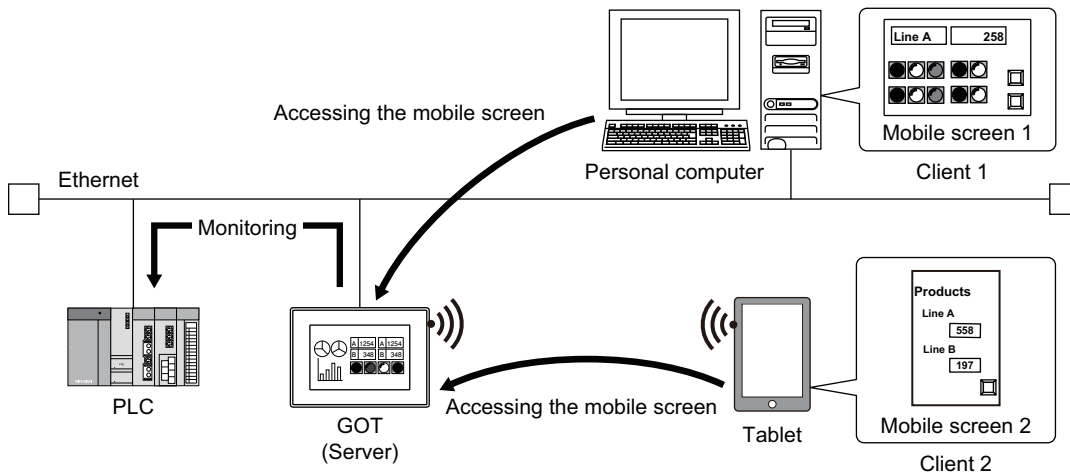 Line A 258
Mobile screen 1
Client 1
Accessing the mobile screen
Personal computer
Ethernet
Monitoring
PLC
A 1254 A 1254
B 348 B 348
GOT
(Server)
Accessing the mobile screen
Tablet
Products
Line A
558
Line B
197
Mobile screen 2
Client 2